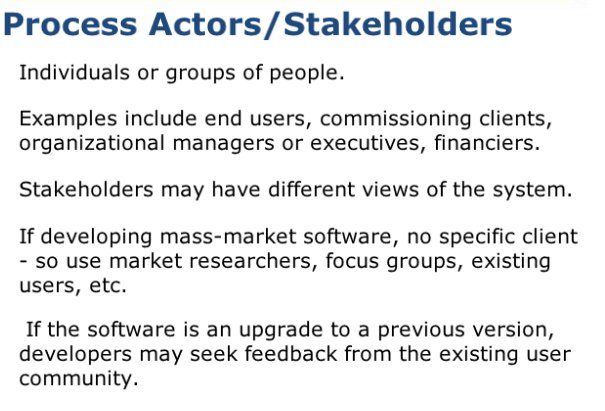 Process Actors/Stakeholders
Individuals or groups of people.
Examples include end users, commissioning clients,
organizational managers or executives, financiers.
Stakeholders may have different views of the system.
If developing mass-market software, no specific client
- so use market researchers, focus groups, existing
users, etc.
If the software is an upgrade to a previous version,
developers may seek feedback from the existing user
community.